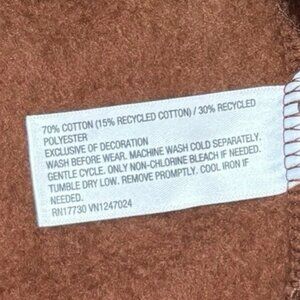 70% COTTON (15% RECYCLED COTTON) / 30% RECYCLED
POLYESTER
EXCLUSIVE OF DECORATION
WASH BEFORE WEAR. MACHINE WASH COLD SEPARATELY.
GENTLE CYCLE. ONLY NON-CHLORINE BLEACH IF NEEDED.
TUMBLE DRY LOW. REMOVE PROMPTLY. COOL IRON IF
NEEDED.
RN17730 VN1247024